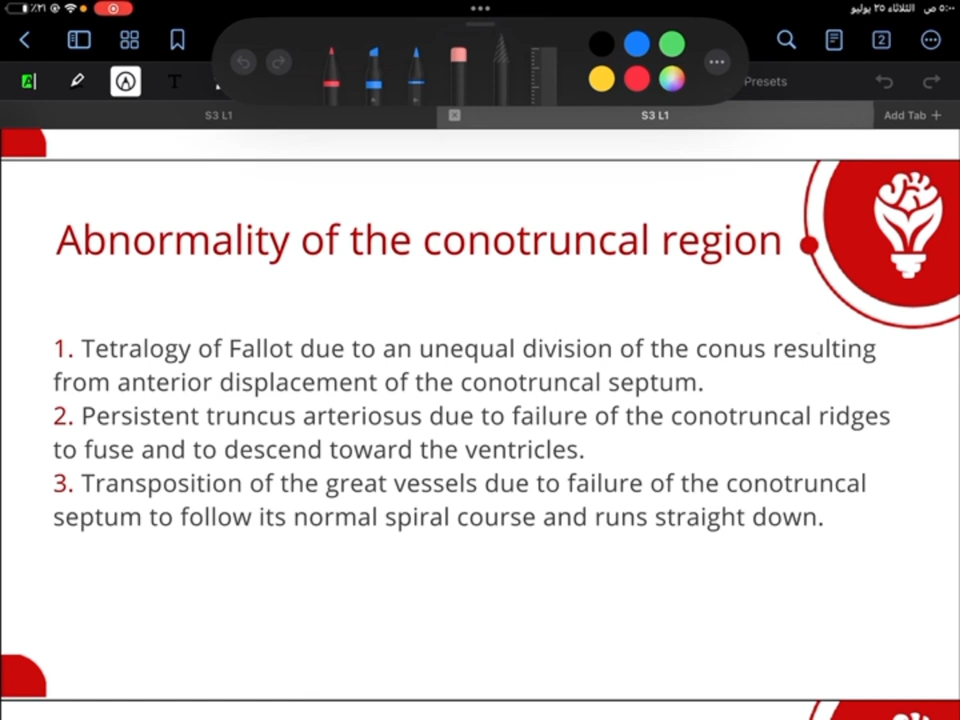 ٪٢١ ٥:٠٠ ص الثلاثاء ٢٥ يوليو
2
A T Presets
S3 L1 S3 L1 Add Tab +
Abnormality of the conotruncal region
1. Tetralogy of Fallot due to an unequal division of the conus resulting
from anterior displacement of the conotruncal septum.
2. Persistent truncus arteriosus due to failure of the conotruncal ridges
to fuse and to descend toward the ventricles.
3. Transposition of the great vessels due to failure of the conotruncal
septum to follow its normal spiral course and runs straight down.